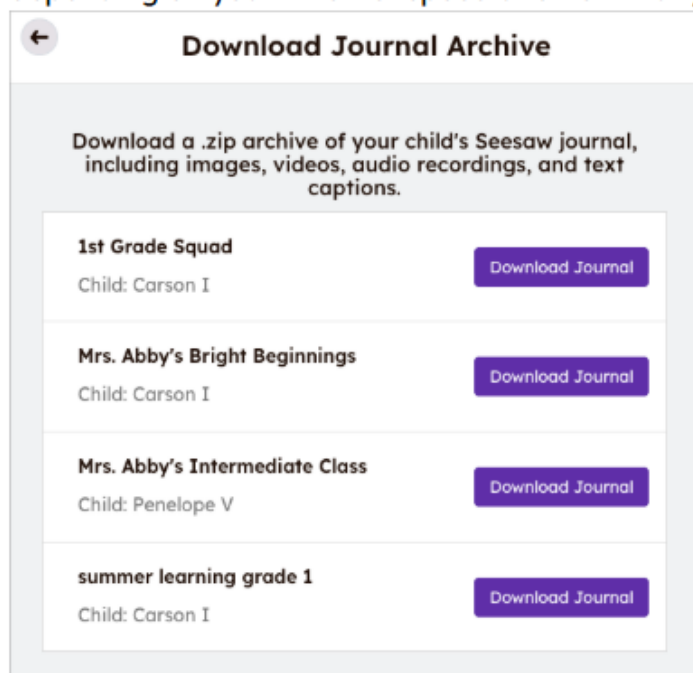 Download Journal Archive
Download a .zip archive of your child's Seesaw journal,
including images, videos, audio recordings, and text
captions.
1st Grade Squad
Child: Carson I
Download Journal
Mrs. Abby's Bright Beginnings
Child: Carson I
Download Journal
Mrs. Abby's Intermediate Class
Child: Penelope V
Download Journal
summer learning grade 1
Child: Carson I
Download Journal